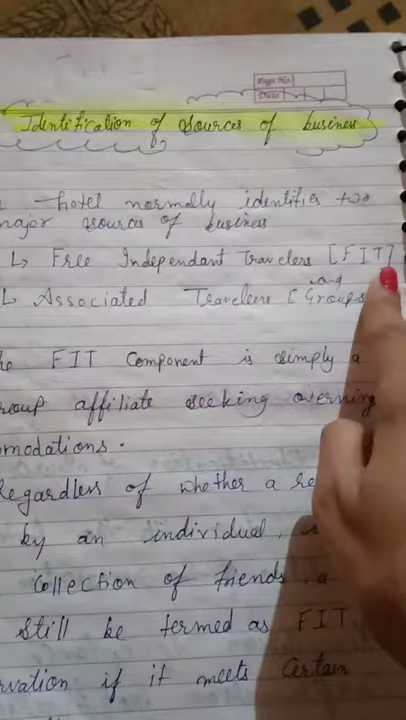 Page No.
Date
Identification of Sources of business
hotel normally identifies two
major sources of business
↳ Free Independant Travelers [FIT]
↳ Associated Travelers [Groups
FIT Component is simply a
affiliate seeking overning
modations.
Regardless of whether a re
by an individual,
Collection of friends, a
still be termed as FIT
rvation if it meets Certain